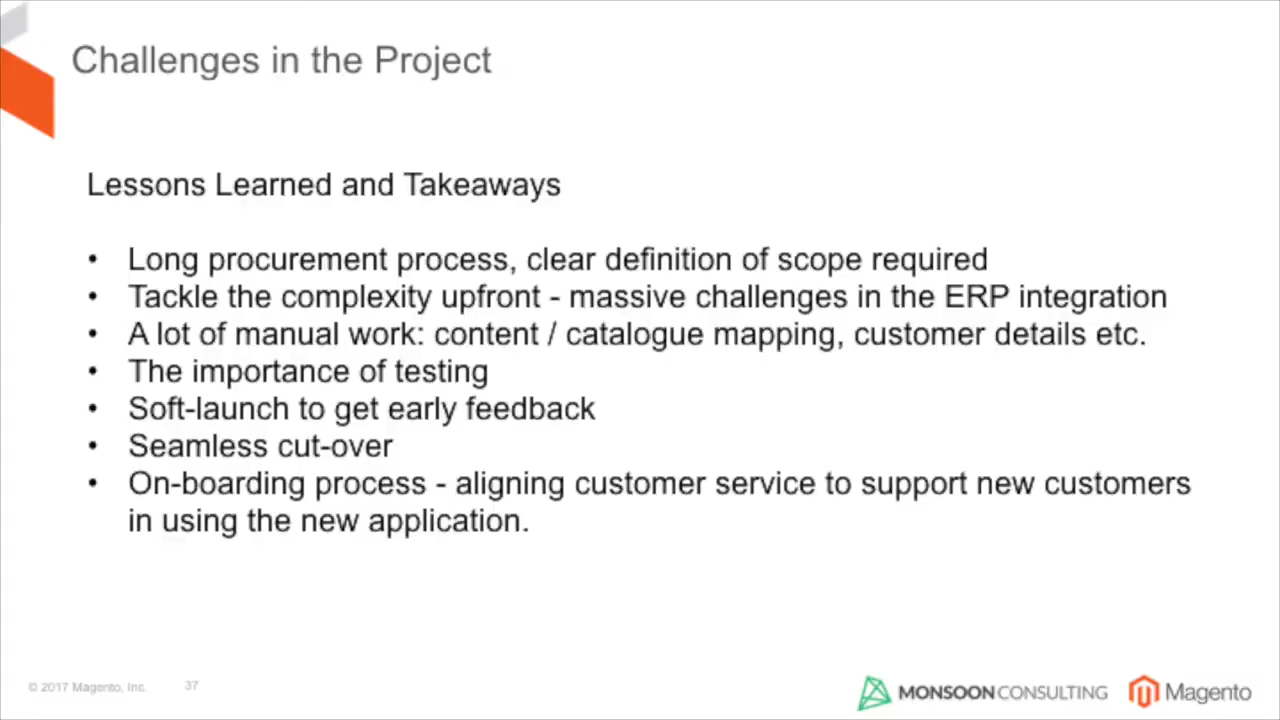 Challenges in the Project
Lessons Learned and Takeaways
• Long procurement process, clear definition of scope required
• Tackle the complexity upfront - massive challenges in the ERP integration
• A lot of manual work: content / catalogue mapping, customer details etc.
• The importance of testing
• Soft-launch to get early feedback
• Seamless cut-over
• On-boarding process - aligning customer service to support new customers
in using the new application.
© 2017 Magento, Inc. 37
MONSOON CONSULTING Magento